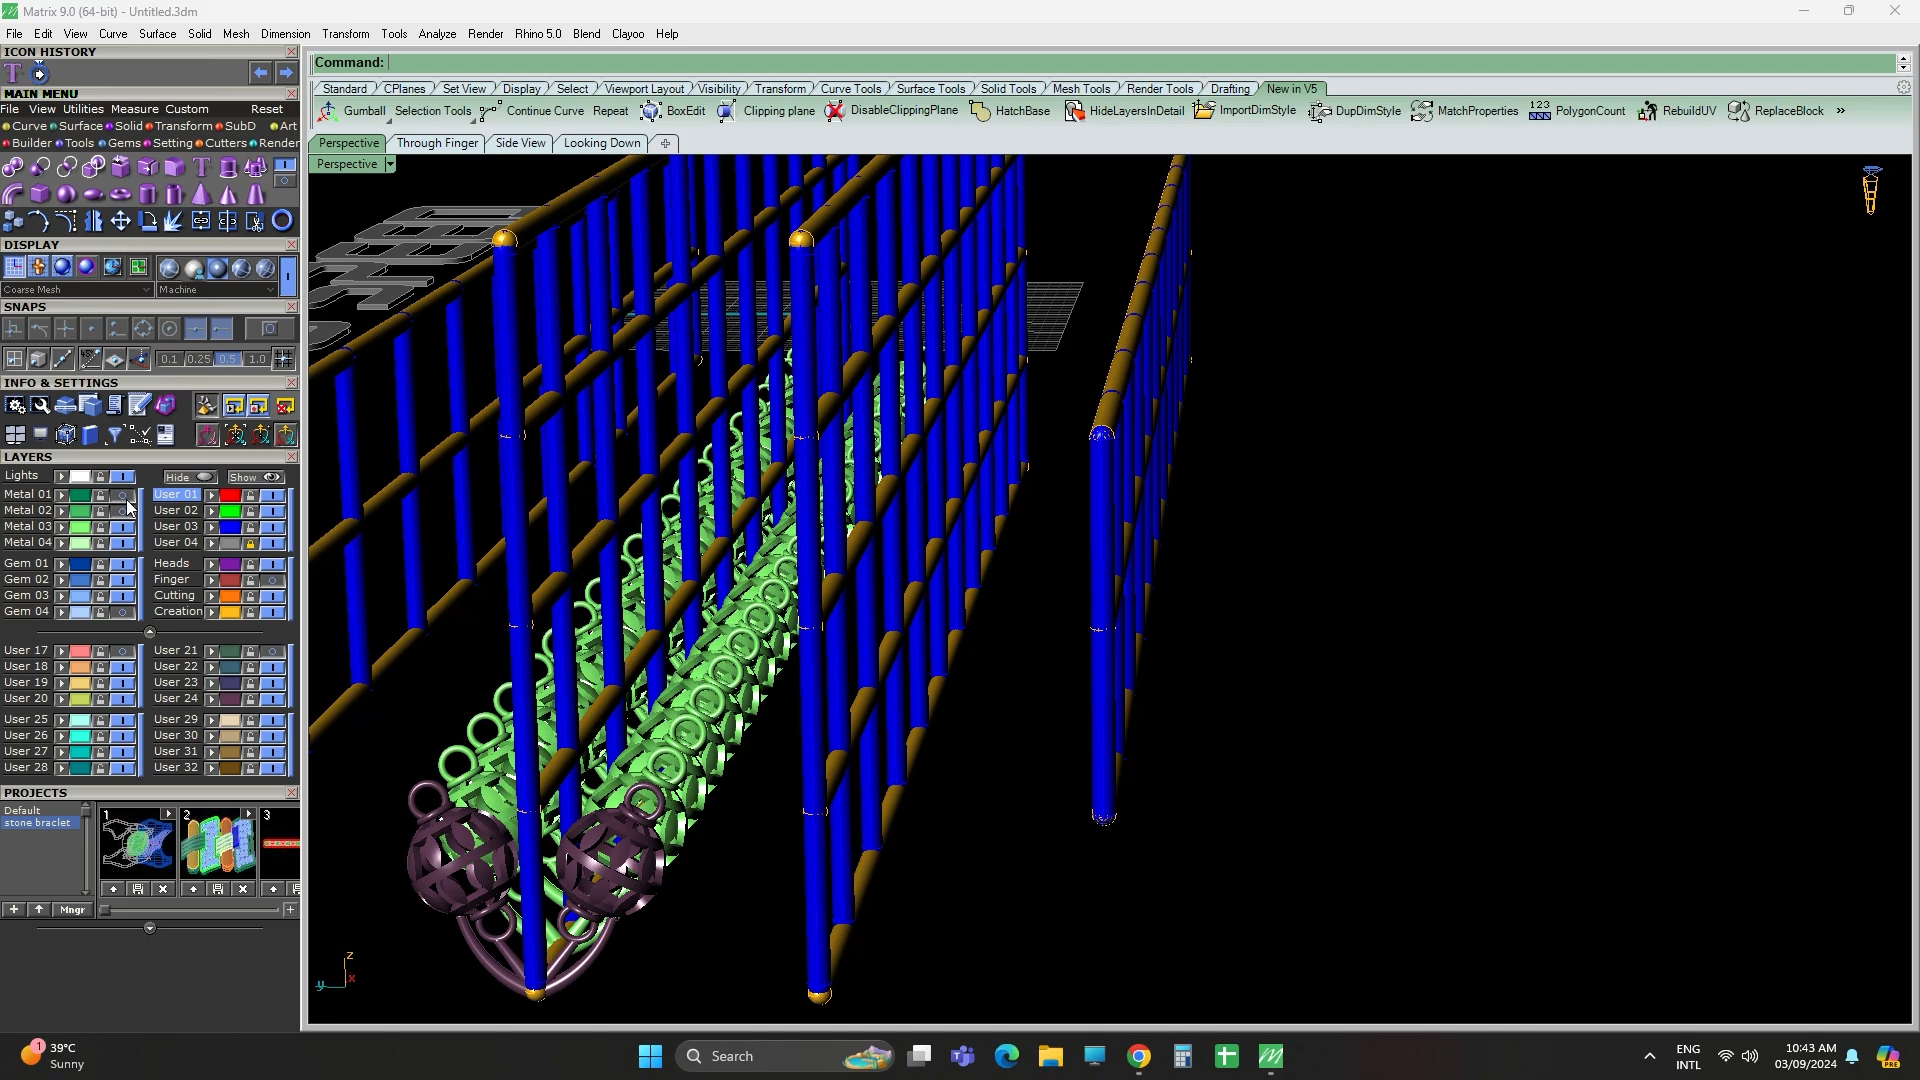 Matrix 9.0 (64-bit) - Untitled.3dm
File Edit View Curve Surface Solid Mesh Dimension Transform Tools Analyze Render Rhino 5.0 Blend Clayoo Help
ICON HISTORY
Command:
MAIN MENU
File View Utilities Measure Custom Reset
Curve Surface Solid Transform SubD Art
Builder Tools Gems Setting Cutters Render
Standard CPlanes Set View Display Select Viewport Layout Visibility Transform Curve Tools Surface Tools Solid Tools Mesh Tools Render Tools Drafting New in V5
Gumball Selection Tools Continue Curve Repeat BoxEdit Clipping plane DisableClippingPlane HatchBase HideLayersInDetail ImportDimStyle DupDimStyle MatchProperties 123 PolygonCount RebuildUV ReplaceBlock »
Perspective Through Finger Side View Looking Down
Perspective
DISPLAY
Coarse Mesh Machine
SNAPS
0.1 0.25 0.5 1.0
INFO & SETTINGS
LAYERS
Lights Hide Show
Metal 01 User 01
Metal 02 User 02
Metal 03 User 03
Metal 04 User 04
Gem 01 Heads
Gem 02 Finger
Gem 03 Cutting
Gem 04 Creation
User 17 User 21
User 18 User 22
User 19 User 23
User 20 User 24
User 25 User 29
User 26 User 30
User 27 User 31
User 28 User 32
PROJECTS
Default
stone braclet
1 2 3
Mngr
z
y x
39°C
Sunny
1
Search
ENG
INTL
10:43 AM
03/09/2024
PRE